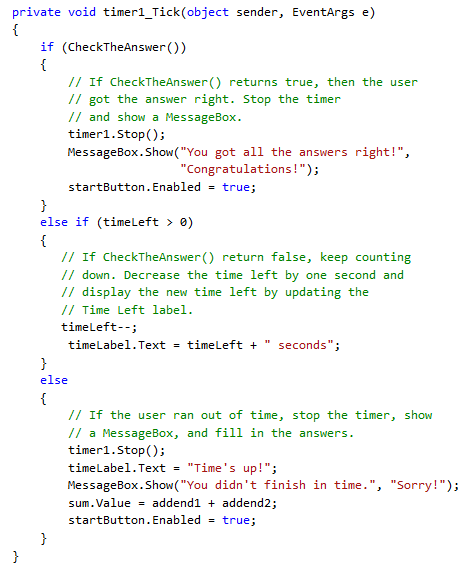 private void timer1_Tick(object sender, EventArgs e)
{
    if (CheckTheAnswer())
    {
        // If CheckTheAnswer() returns true, then the user
        // got the answer right. Stop the timer
        // and show a MessageBox.
        timer1.Stop();
        MessageBox.Show("You got all the answers right!",
                        "Congratulations!");
        startButton.Enabled = true;
    }
    else if (timeLeft > 0)
    {
       // If CheckTheAnswer() return false, keep counting
       // down. Decrease the time left by one second and
       // display the new time left by updating the
       // Time Left label.
       timeLeft--;
        timeLabel.Text = timeLeft + " seconds";
    }
    else
    {
        // If the user ran out of time, stop the timer, show
        // a MessageBox, and fill in the answers.
        timer1.Stop();
        timeLabel.Text = "Time's up!";
        MessageBox.Show("You didn't finish in time.", "Sorry!");
        sum.Value = addend1 + addend2;
        startButton.Enabled = true;
    }
}